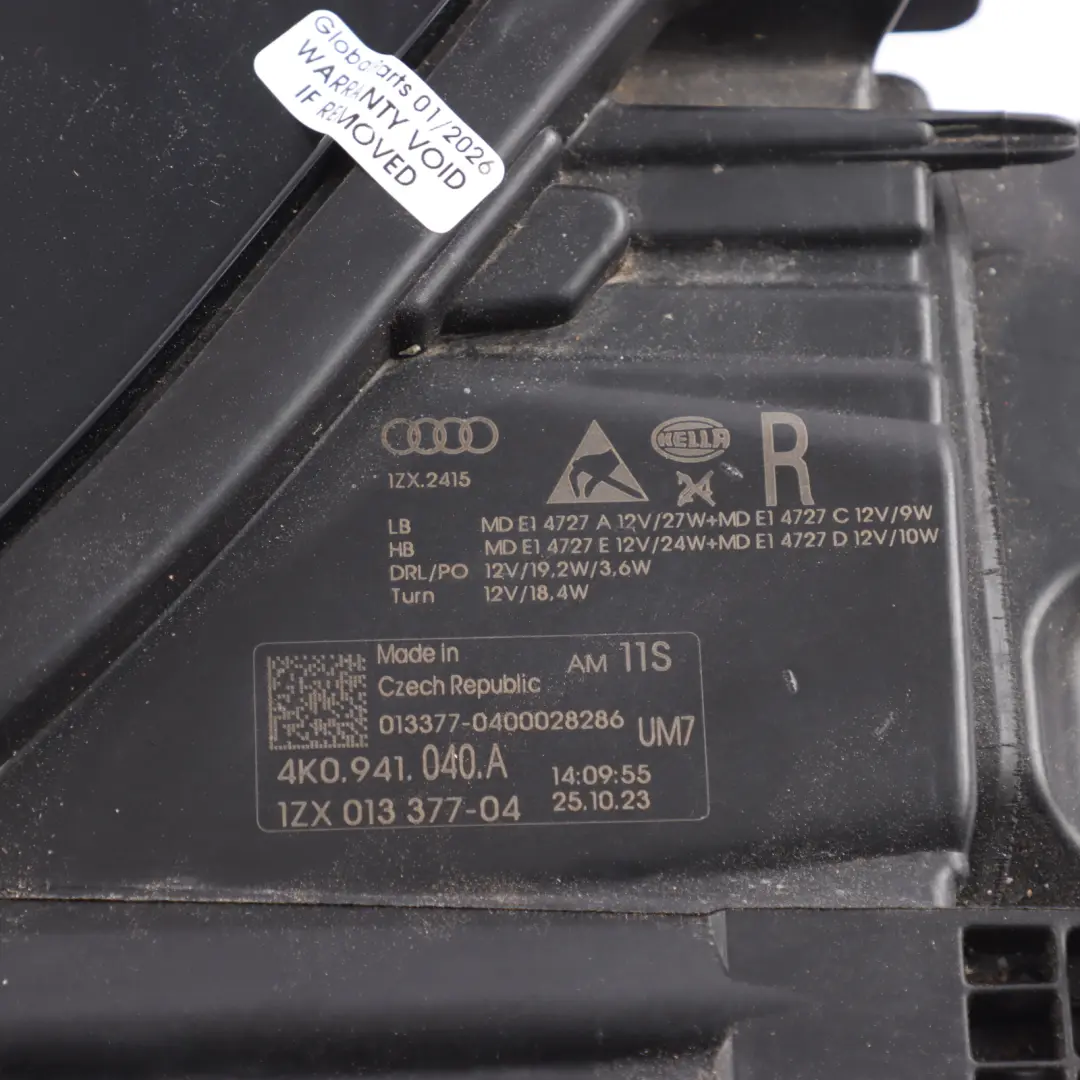 Globalparts 01/2026
WARRANTY VOID
IF REMOVED
HELLA
R
1ZX.2415
LB MD E1 4727 A 12V/27W+MD E1 4727 C 12V/9W
HB MD E1 4727 E 12V/24W+MD E1 4727 D 12V/10W
DRL/PO 12V/19,2W/3,6W
Turn 12V/18,4W
Made in AM 11S
Czech Republic
013377-0400028286 UM7
4K0.941.040.A 14:09:55
1ZX 013 377-04 25.10.23